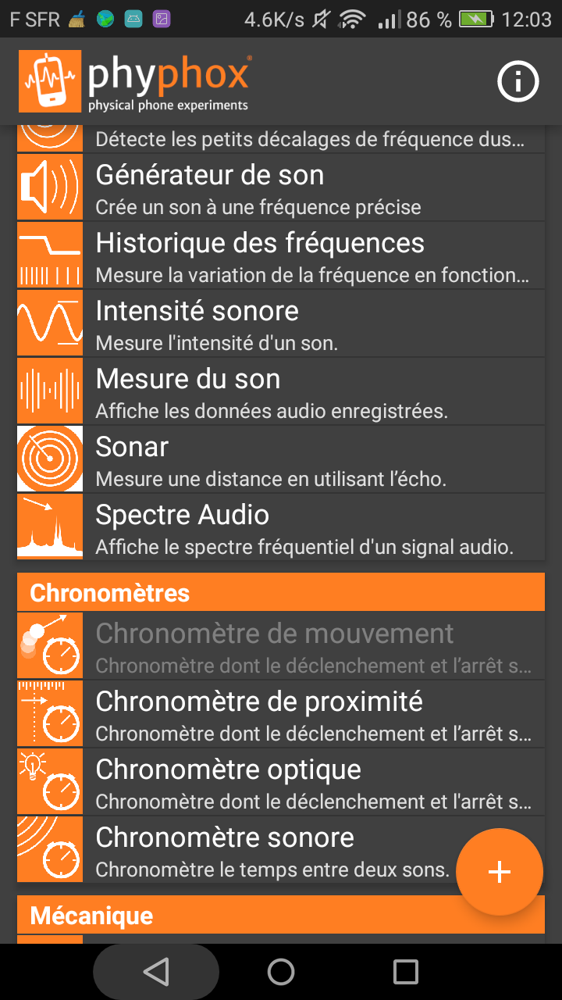 F SFR 4.6K/s 86 % 12:03
phyphox®
physical phone experiments
Détecte les petits décalages de fréquence dus...
Générateur de son
Crée un son à une fréquence précise
Historique des fréquences
Mesure la variation de la fréquence en fonction...
Intensité sonore
Mesure l'intensité d'un son.
Mesure du son
Affiche les données audio enregistrées.
Sonar
Mesure une distance en utilisant l’écho.
Spectre Audio
Affiche le spectre fréquentiel d'un signal audio.
Chronomètres
Chronomètre de mouvement
Chronomètre dont le déclenchement et l’arrêt s...
Chronomètre de proximité
Chronomètre dont le déclenchement et l’arrêt s...
Chronomètre optique
Chronomètre dont le déclenchement et l'arrêt s...
Chronomètre sonore
Chronomètre le temps entre deux sons.
Mécanique